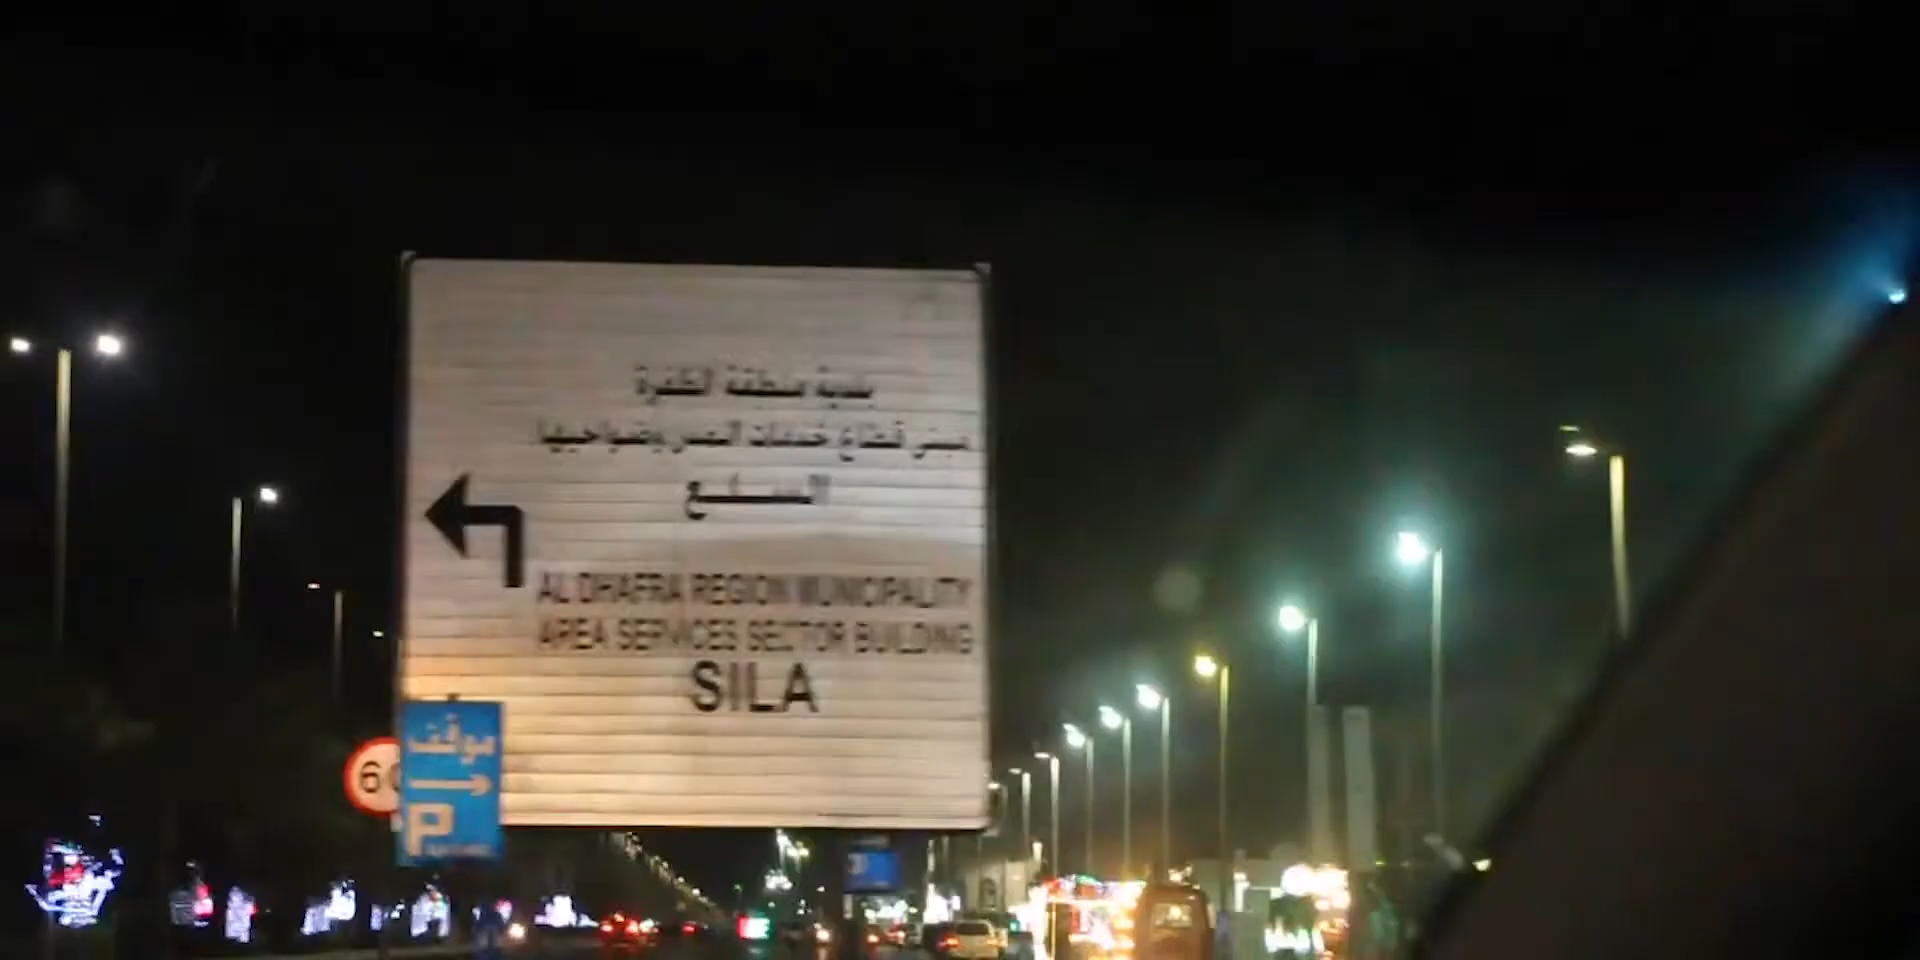 بلدية منطقة الظفرة
مبنى قطاع خدمات المدن وضواحيها
السلع
AL DHAFRA REGION MUNICIPALITY
AREA SERVICES SECTOR BUILDING
SILA
60
موقف
P